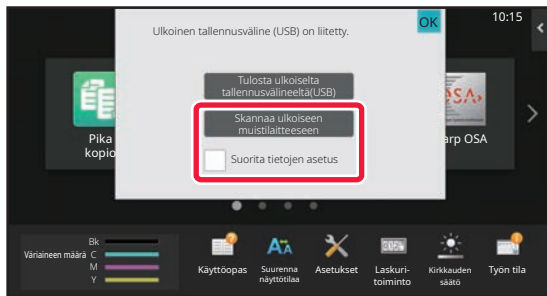 10:15
Ulkoinen tallennusväline (USB) on liitetty.
OK
Tulosta ulkoiselta
tallennusvälineeltä(USB)
Skannaa ulkoiseen
muistilaitteeseen
Suorita tietojen asetus
Pika
kopio
OSA
arp OSA
Väriaineen määrä
Bk
C
M
Y
Käyttöopas
Suurenna
näyttötilaa
Asetukset
Laskuri-
toiminto
Kirkkauden
säätö
Työn tila